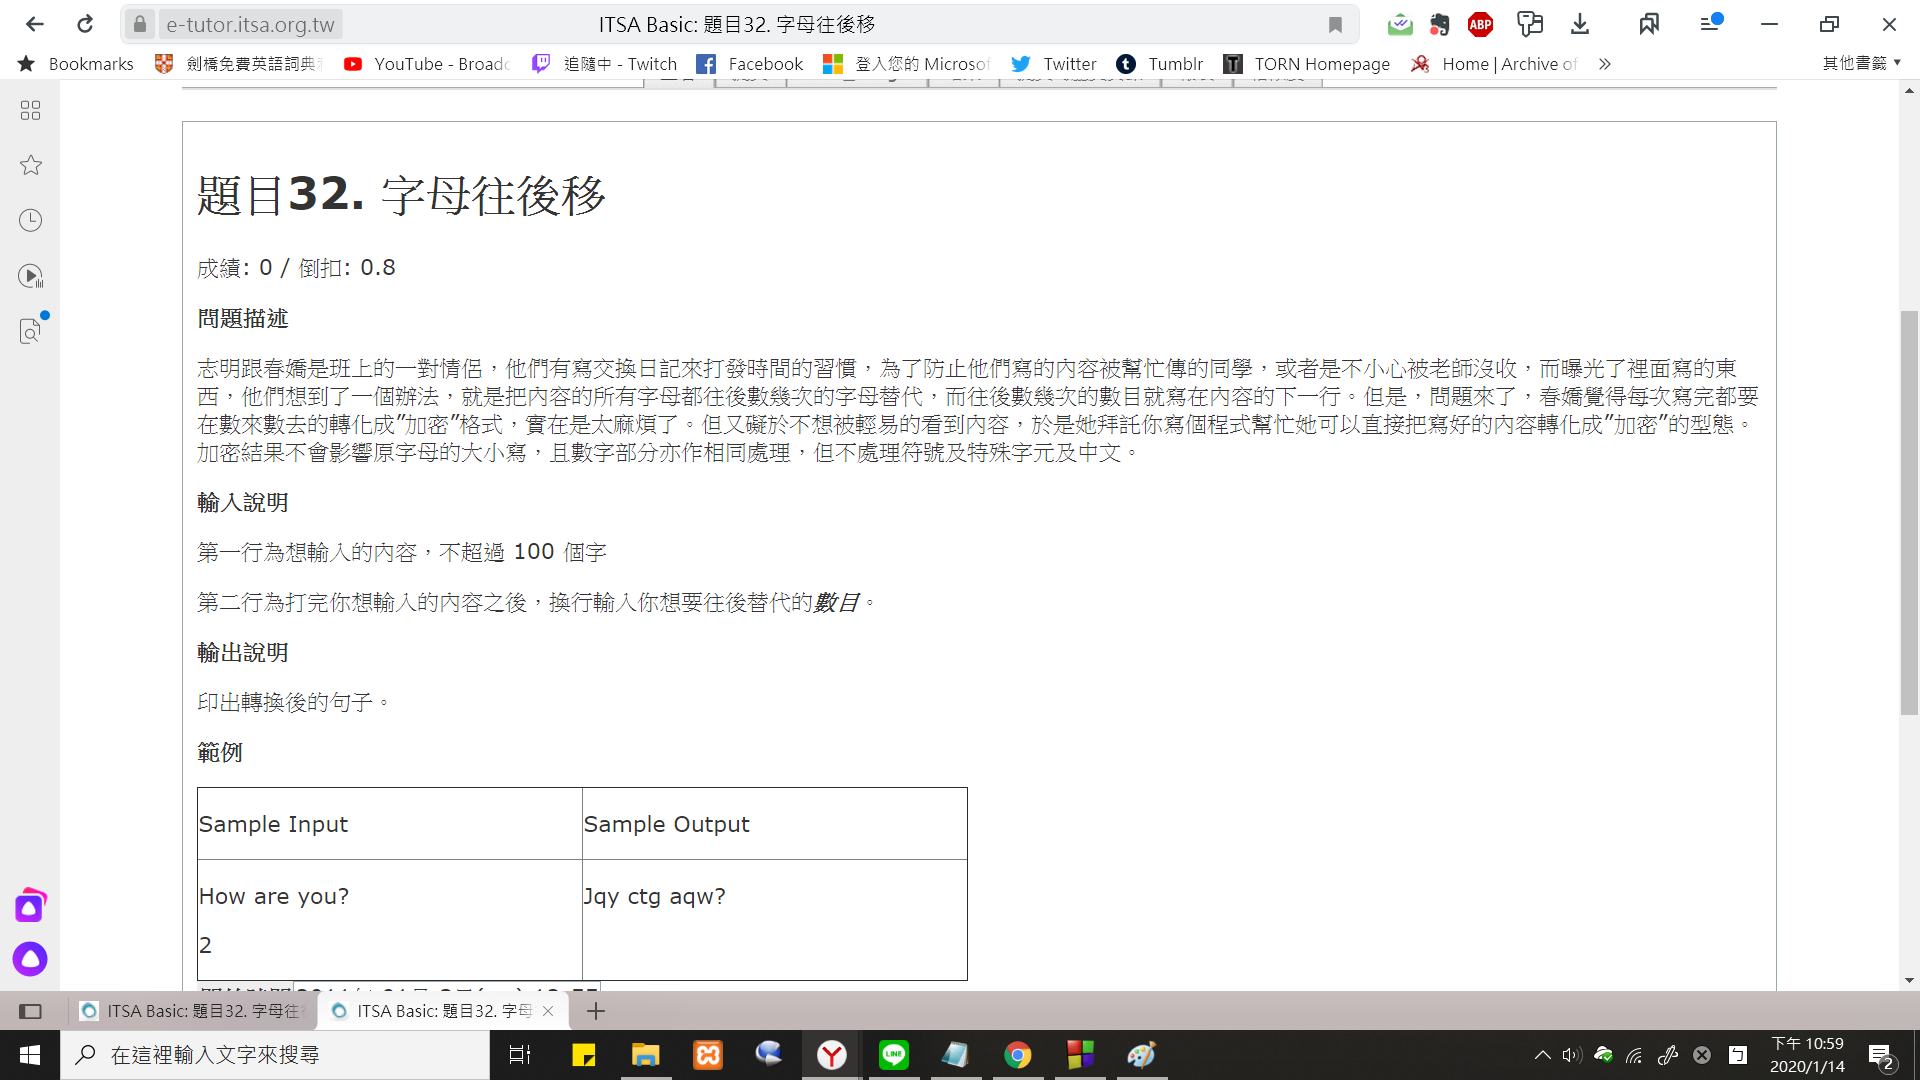 e-tutor.itsa.org.tw
ITSA Basic: 題目32. 字母往後移
ABP
Bookmarks
劍橋免費英語詞典
YouTube - Broadc
追隨中 - Twitch
Facebook
登入您的 Microsof
Twitter
Tumblr
TORN Homepage
Home | Archive of
其他書籤
題目32. 字母往後移
成績: 0 / 倒扣: 0.8
問題描述
志明跟春嬌是班上的一對情侶，他們有寫交換日記來打發時間的習慣，為了防止他們寫的內容被幫忙傳的同學，或者是不小心被老師沒收，而曝光了裡面寫的東
西，他們想到了一個辦法，就是把內容的所有字母都往後數幾次的字母替代，而往後數幾次的數目就寫在內容的下一行。但是，問題來了，春嬌覺得每次寫完都要
在數來數去的轉化成”加密”格式，實在是太麻煩了。但又礙於不想被輕易的看到內容，於是她拜託你寫個程式幫忙她可以直接把寫好的內容轉化成”加密”的型態。
加密結果不會影響原字母的大小寫，且數字部分亦作相同處理，但不處理符號及特殊字元及中文。
輸入說明
第一行為想輸入的內容，不超過 100 個字
第二行為打完你想輸入的內容之後，換行輸入你想要往後替代的數目。
輸出說明
印出轉換後的句子。
範例
Sample Input
Sample Output
How are you?
Jqy ctg aqw?
2
ITSA Basic: 題目32. 字母往
ITSA Basic: 題目32. 字母
在這裡輸入文字來搜尋
LINE
下午 10:59
2020/1/14
2